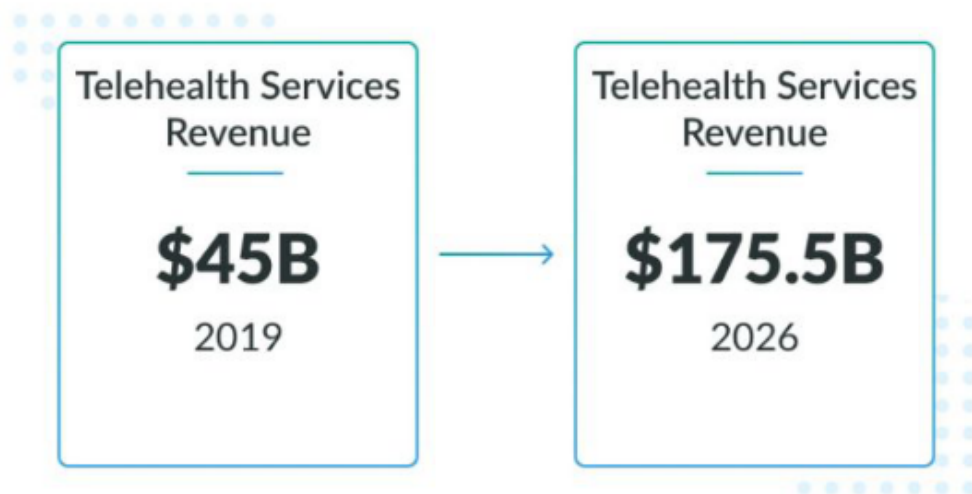 Telehealth Services
Revenue
$45B
2019
Telehealth Services
Revenue
$175.5B
2026